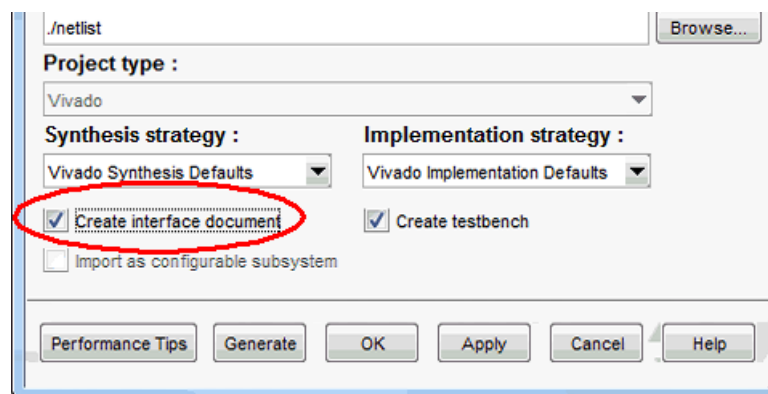 ./netlist
Browse...
Project type :
Vivado
Synthesis strategy :
Implementation strategy :
Vivado Synthesis Defaults
Vivado Implementation Defaults
Create interface document
Create testbench
Import as configurable subsystem
Performance Tips
Generate
OK
Apply
Cancel
Help